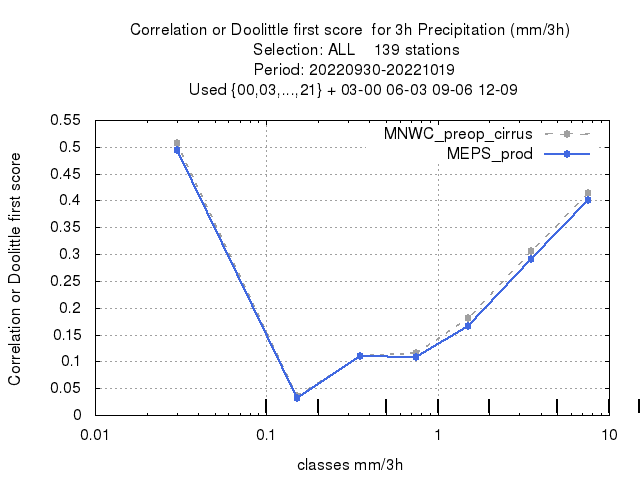 Correlation or Doolittle first score  for 3h Precipitation (mm/3h)
Selection: ALL    139 stations
Period: 20220930-20221019
Used {00,03,...,21} + 03-00 06-03 09-06 12-09
MNWC_preop_cirrus
MEPS_prod
Correlation or Doolittle first score
0.55
0.5
0.45
0.4
0.35
0.3
0.25
0.2
0.15
0.1
0.05
0
0.01
0.1
1
10
classes mm/3h